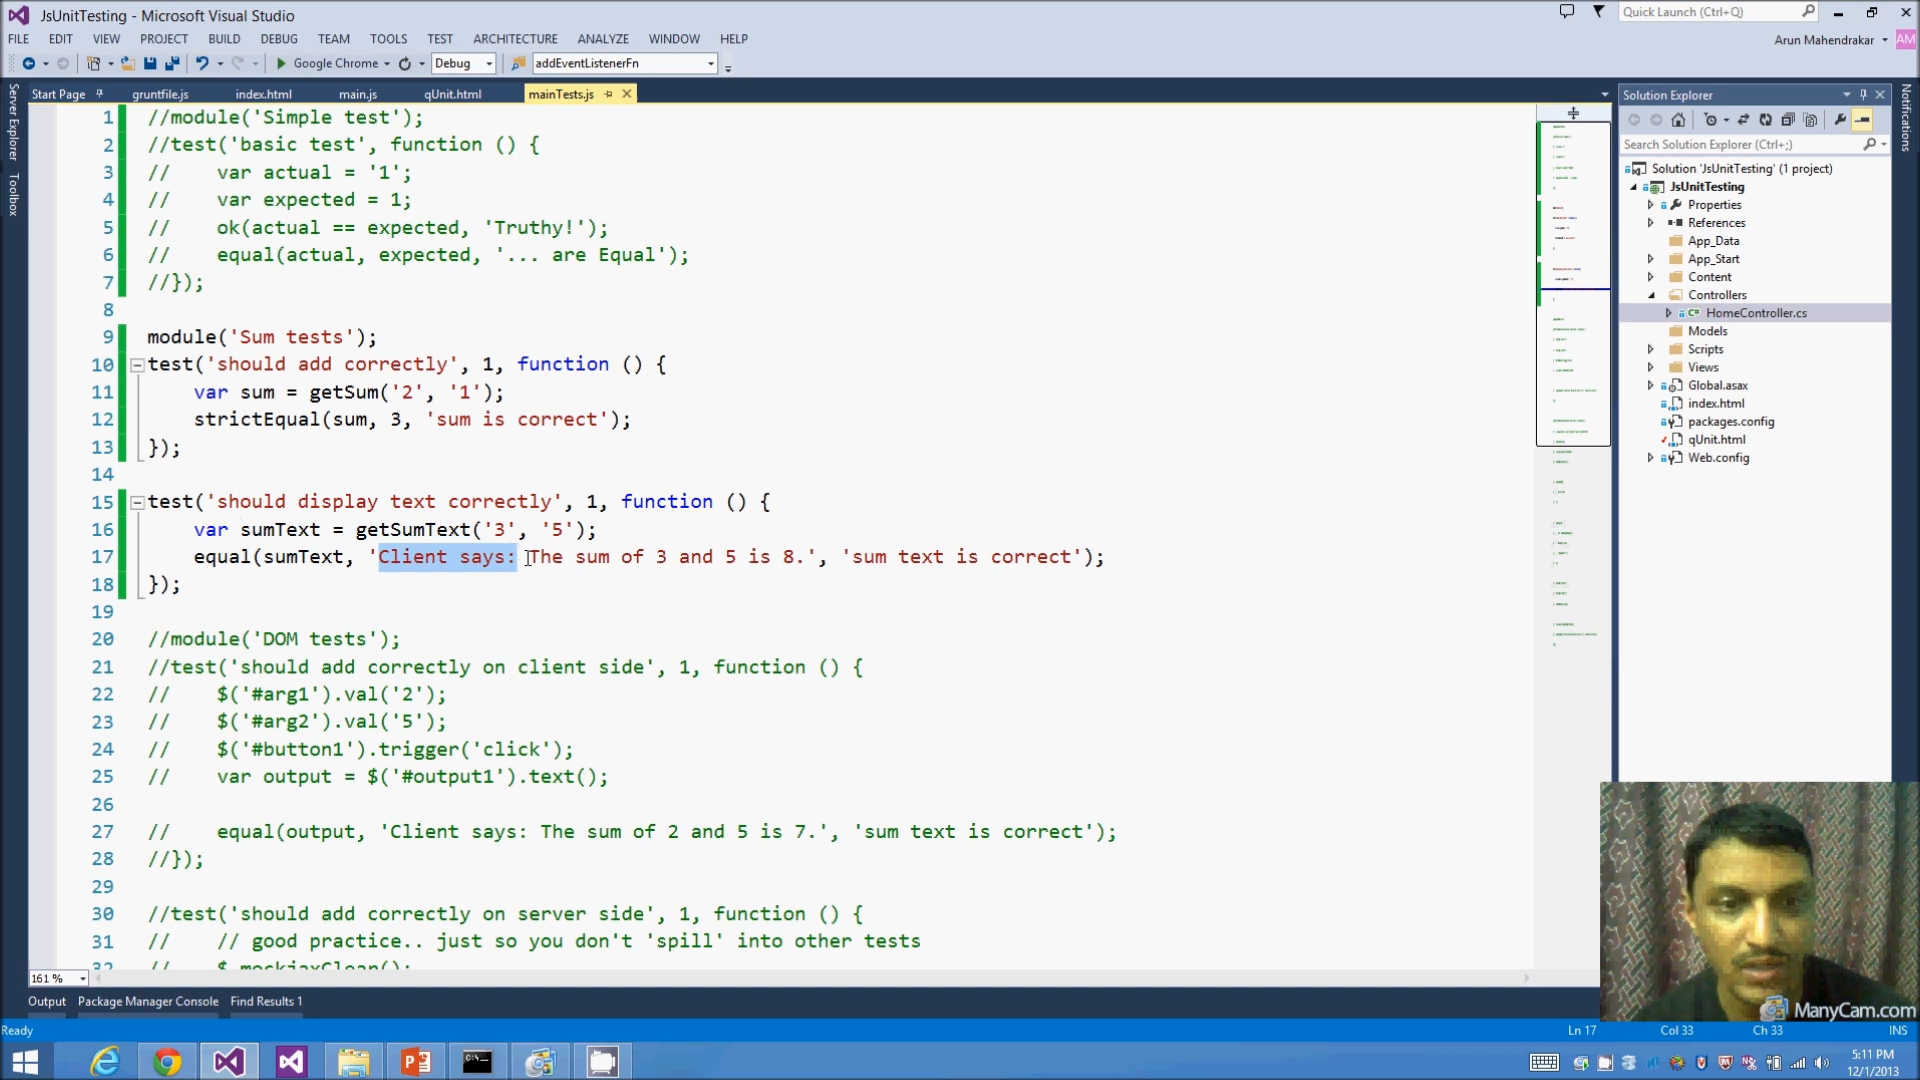 JsUnitTesting - Microsoft Visual Studio
Quick Launch (Ctrl+Q)
FILE EDIT VIEW PROJECT BUILD DEBUG TEAM TOOLS TEST ARCHITECTURE ANALYZE WINDOW HELP
Arun Mahendrakar AM
Google Chrome Debug addEventListenerFn
Start Page gruntfile.js index.html main.js qUnit.html mainTests.js
Server Explorer
Toolbox
1 //module('Simple test');
2 //test('basic test', function () {
3 // var actual = '1';
4 // var expected = 1;
5 // ok(actual == expected, 'Truthy!');
6 // equal(actual, expected, '... are Equal');
7 //});
8
9 module('Sum tests');
10 test('should add correctly', 1, function () {
11 var sum = getSum('2', '1');
12 strictEqual(sum, 3, 'sum is correct');
13 });
14
15 test('should display text correctly', 1, function () {
16 var sumText = getSumText('3', '5');
17 equal(sumText, 'Client says: The sum of 3 and 5 is 8.', 'sum text is correct');
18 });
19
20 //module('DOM tests');
21 //test('should add correctly on client side', 1, function () {
22 // $('#arg1').val('2');
23 // $('#arg2').val('5');
24 // $('#button1').trigger('click');
25 // var output = $('#output1').text();
26
27 // equal(output, 'Client says: The sum of 2 and 5 is 7.', 'sum text is correct');
28 //});
29
30 //test('should add correctly on server side', 1, function () {
31 // // good practice.. just so you don't 'spill' into other tests
32 // $.mockjaxClear();
161 %
Solution Explorer
Search Solution Explorer (Ctrl+;)
Solution 'JsUnitTesting' (1 project)
JsUnitTesting
Properties
References
App_Data
App_Start
Content
Controllers
HomeController.cs
Models
Scripts
Views
Global.asax
index.html
packages.config
qUnit.html
Web.config
Notifications
ManyCam.com
Output Package Manager Console Find Results 1
Ready Ln 17 Col 33 Ch 33 INS
5:11 PM
12/1/2013